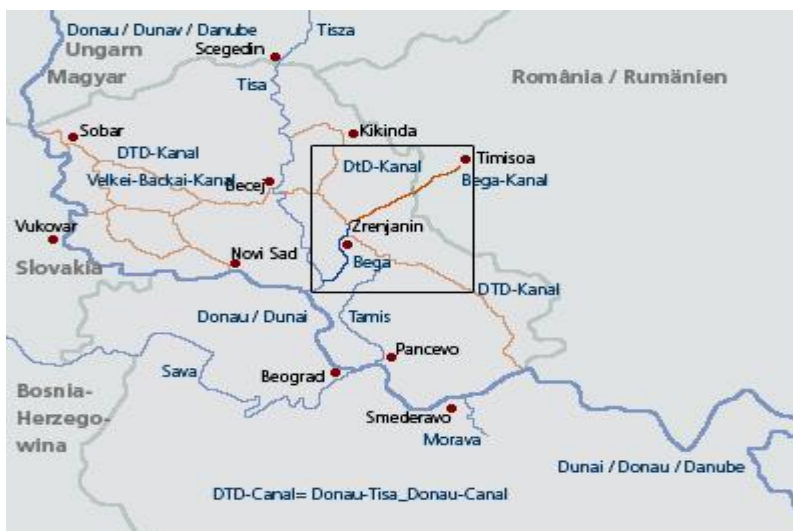 Donau / Dunav / Danube
Tisza
Ungarn
Magyar
Scegedin
România / Rumänien
Tisa
Sobar
Kikinda
DTD-Kanal
DtD-Kanal
Timisoa
Velkei-Backai-Kanal
Becej
Bega-Kanal
Vukovar
Zrenjanin
Slovakia
Novi Sad
Bega
DTD-Kanal
Donau / Dunai
Tamis
Pancevo
Sava
Beograd
Bosnia-
Herzego-
wina
Smederavo
Morava
Dunai / Donau / Danube
DTD-Canal= Donau-Tisa_Donau-Canal